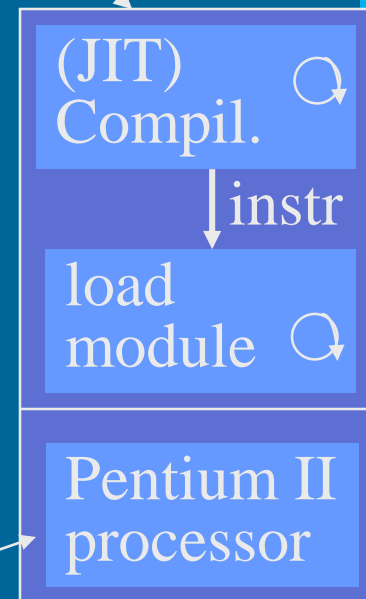 (JIT)
Compil.
instr
load
module
Pentium II
processor